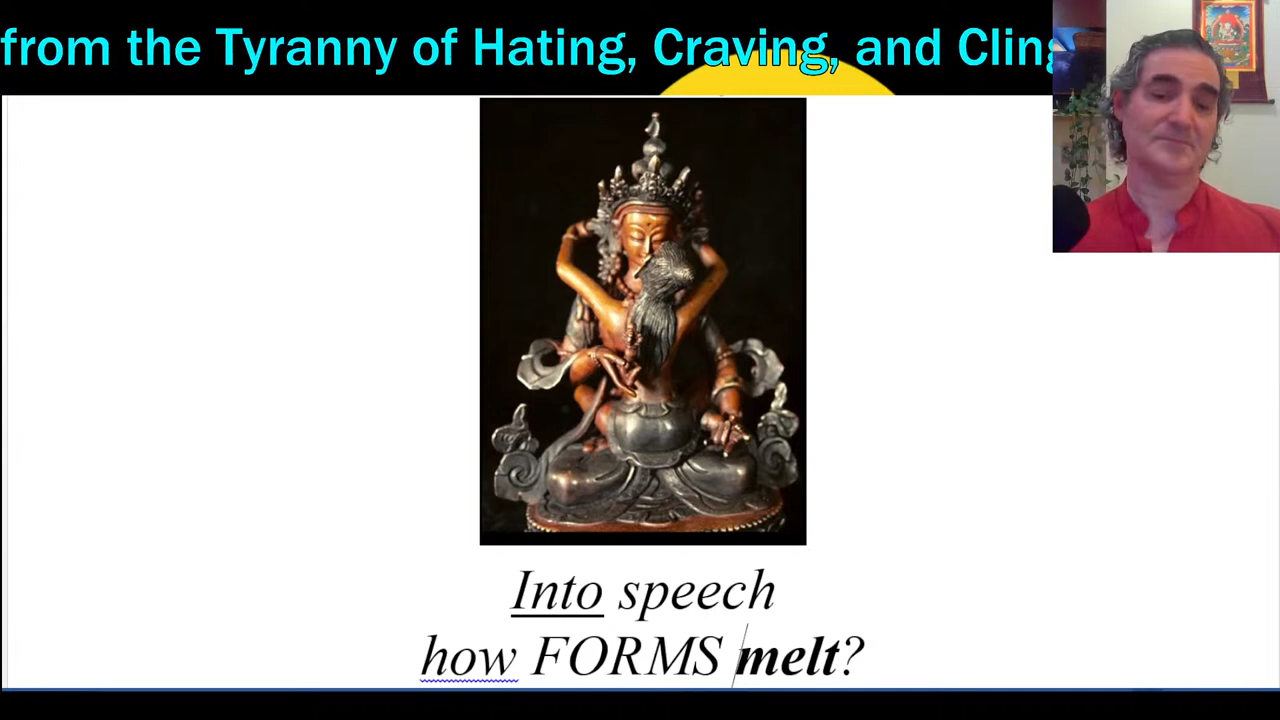 from the Tyranny of Hating, Craving, and Cling
Into speech
how FORMS melt?